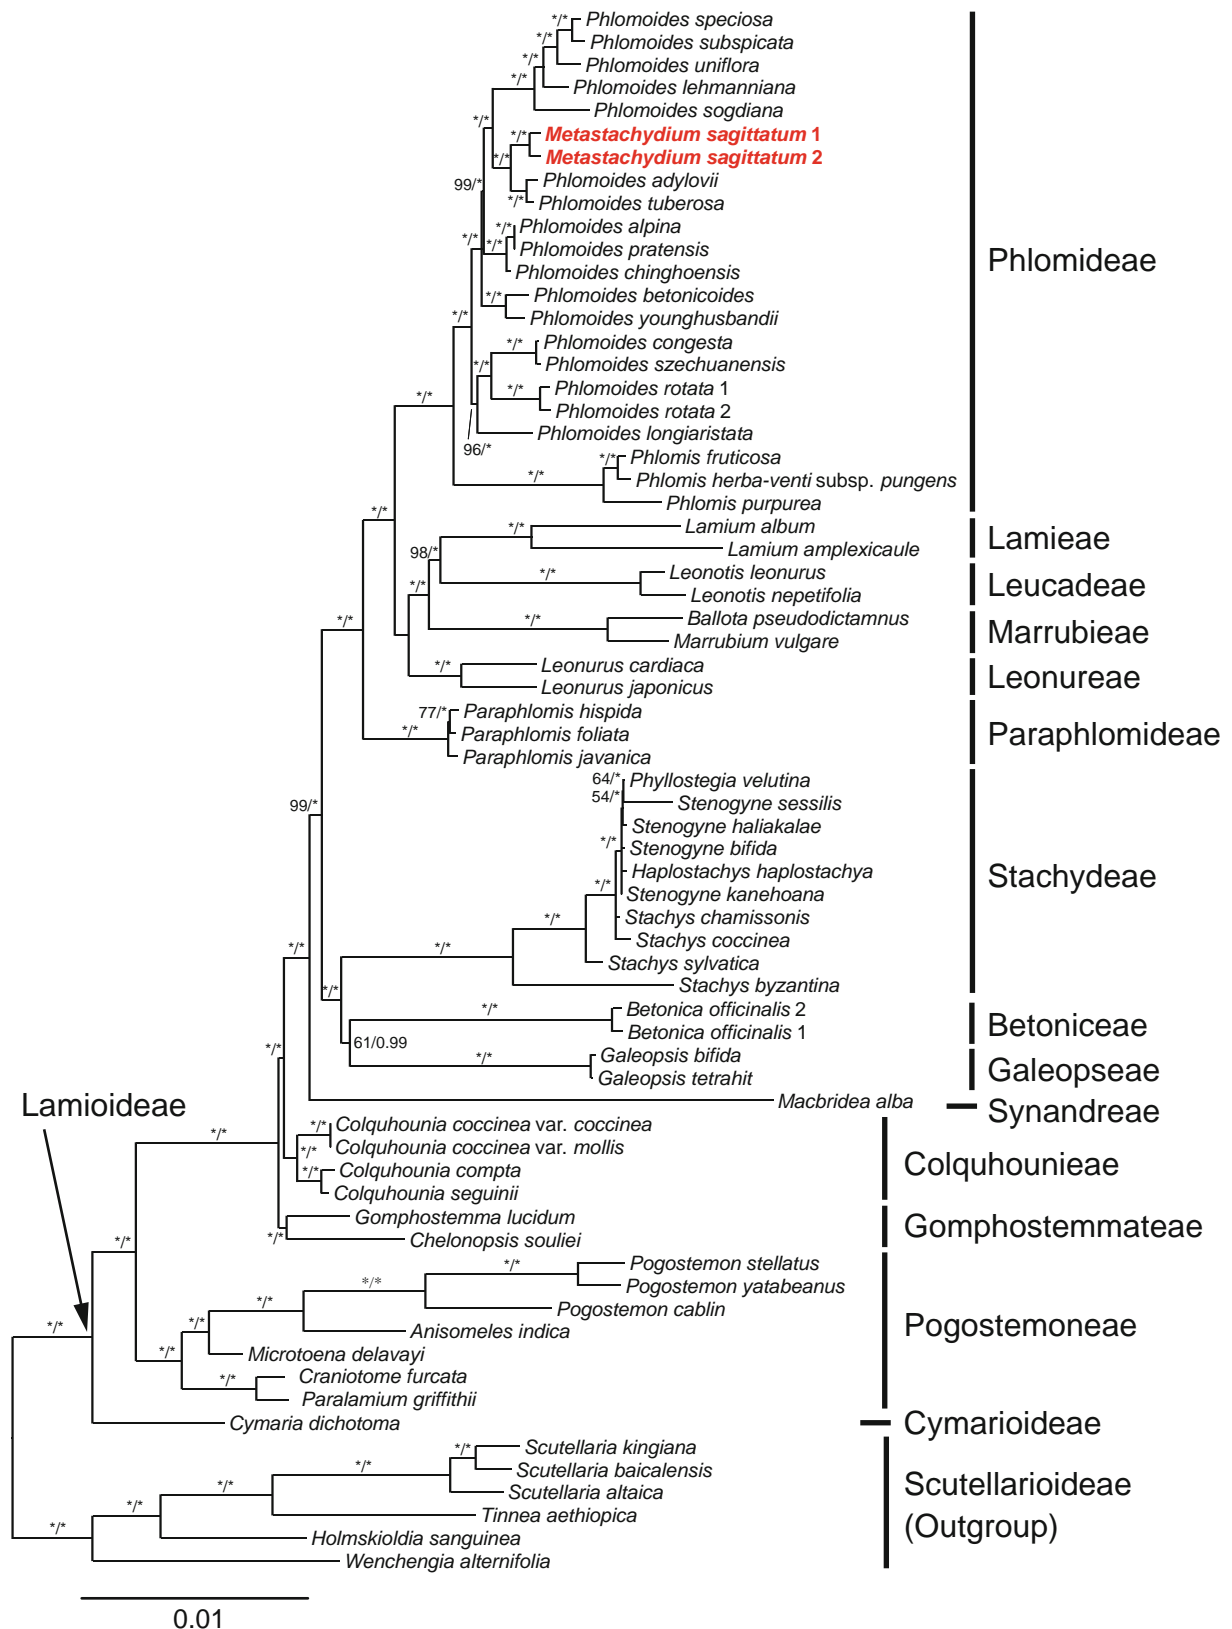 */*
Phlomoides speciosa
*/*
Phlomoides subspicata
*/*
Phlomoides uniflora
*/*
Phlomoides lehmanniana
Phlomoides sogdiana
*/*
*/*
Metastachydium sagittatum 1
Metastachydium sagittatum 2
*/*
Phlomoides adylovii
99/*
*/*
Phlomoides tuberosa
*/*
Phlomoides alpina
*/*
*/*
Phlomoides pratensis
Phlomoides chinghoensis
Phlomideae
*/*
Phlomoides betonicoides
*/*
Phlomoides younghusbandii
*/*
Phlomoides congesta
*/*
Phlomoides szechuanensis
*/*
Phlomoides rotata 1
*/*
Phlomoides rotata 2
Phlomoides longiaristata
96/*
*/*
Phlomis fruticosa
*/*
Phlomis herba-venti subsp. pungens
Phlomis purpurea
*/*
*/*
Lamium album
Lamieae
98/*
Lamium amplexicaule
*/*
*/*
Leonotis leonurus
Leucadeae
Leonotis nepetifolia
*/*
*/*
Ballota pseudodictamnus
Marrubieae
Marrubium vulgare
*/*
Leonurus cardiaca
Leonureae
Leonurus japonicus
77/*
Paraphlomis hispida
*/*
Paraphlomis foliata
Paraphlomideae
Paraphlomis javanica
64/*
Phyllostegia velutina
54/*
Stenogyne sessilis
99/*
Stenogyne haliakalae
*/*
Stenogyne bifida
Haplostachys haplostachya
Stachydeae
*/*
Stenogyne kanehoana
*/*
Stachys chamissonis
*/*
Stachys coccinea
*/*
Stachys sylvatica
*/*
Stachys byzantina
*/*
Betonica officinalis 2
Betoniceae
Betonica officinalis 1
*/*
61/0.99
*/*
Galeopsis bifida
Galeopseae
Galeopsis tetrahit
Macbridea alba
Synandreae
Lamioideae
*/*
Colquhounia coccinea var. coccinea
*/*
*/*
Colquhounia coccinea var. mollis
*/*
Colquhounia compta
Colquhounieae
Colquhounia seguinii
Gomphostemma lucidum
Gomphostemmateae
*/*
Chelonopsis souliei
*/*
*/*
Pogostemon stellatus
*/*
Pogostemon yatabeanus
*/*
Pogostemon cablin
*/*
Anisomeles indica
Pogostemoneae
*/*
Microtoena delavayi
*/*
Craniotome furcata
Paralamium griffithii
Cymaria dichotoma
Cymarioideae
*/*
Scutellaria kingiana
*/*
Scutellaria baicalensis
*/*
Scutellaria altaica
Scutellarioideae
Tinnea aethiopica
(Outgroup)
*/*
Holmskioldia sanguinea
Wenchengia alternifolia
0.01